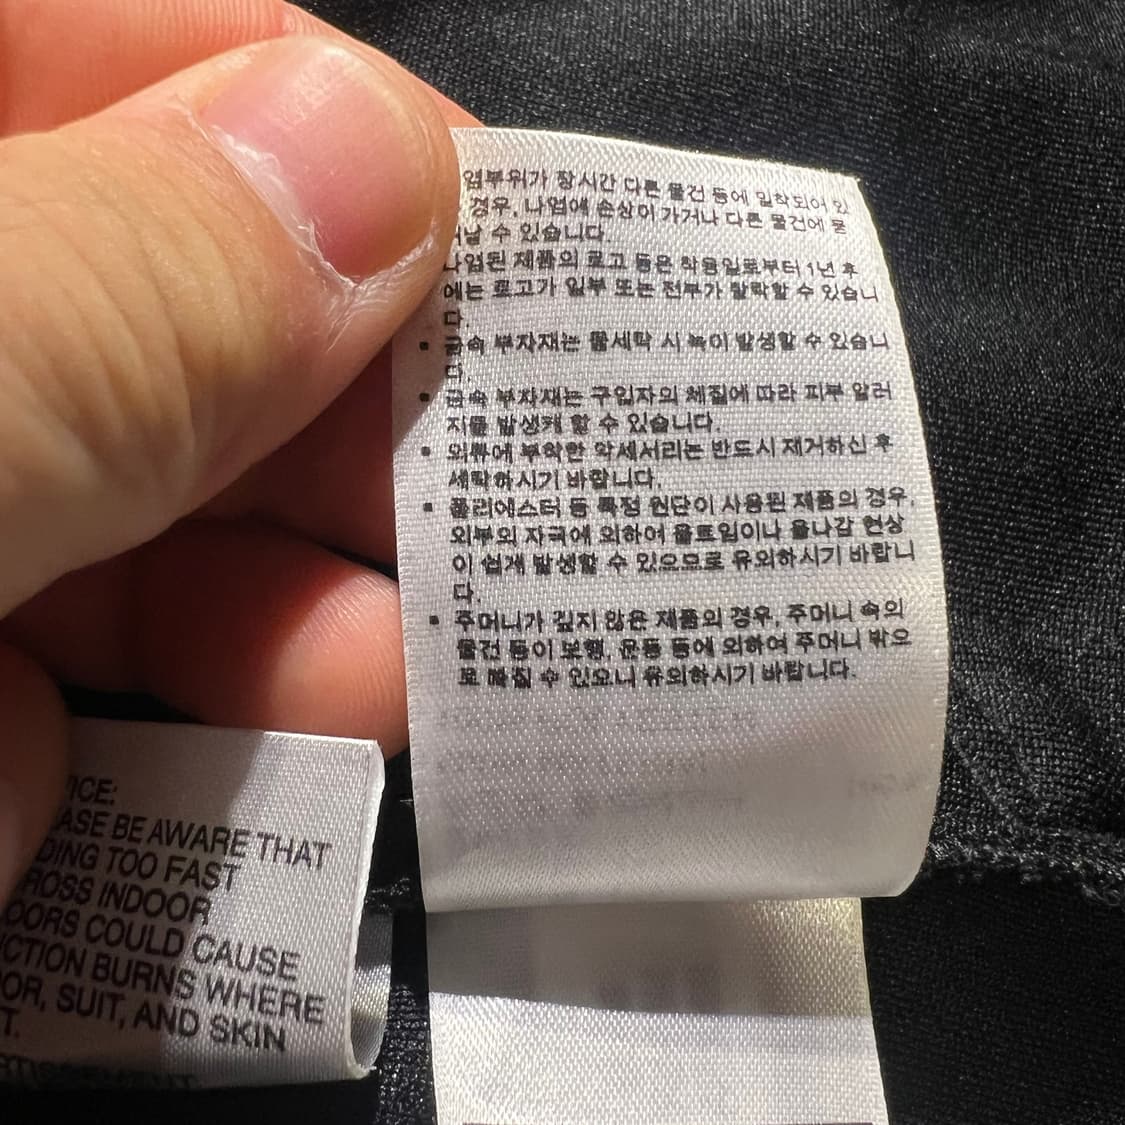 엽부위가 장시간 다른 물건 등에 밀착되어 있
경우, 나염에 손상이 가거나 다른 물건에 묻
날 수 있습니다.
나염된 제품의 로고 등은 착용일로부터 1년 후
에는 로고가 일부 또는 전부가 탈락할 수 있습니
다.
▪ 금속 부자재는 물세탁 시 녹이 발생할 수 있습니
다.
▪ 금속 부자재는 구입자의 체질에 따라 피부 알러
지를 발생케 할 수 있습니다.
▪ 의류에 부착한 악세서리는 반드시 제거하신 후
세탁하시기 바랍니다.
▪ 폴리에스터 등 특정 원단이 사용된 제품의 경우,
외부의 자극에 의하여 올트임이나 올나감 현상
이 쉽게 발생할 수 있으므로 유의하시기 바랍니
다.
▪ 주머니가 깊지 않은 제품의 경우, 주머니 속의
물건 등이 보행, 운동 등에 의하여 주머니 밖으
로 빠질 수 있으니 유의하시기 바랍니다.
ICE:
ASE BE AWARE THAT
DING TOO FAST
ROSS INDOOR
OORS COULD CAUSE
CTION BURNS WHERE
OR, SUIT, AND SKIN
T.
RTISSEMENT